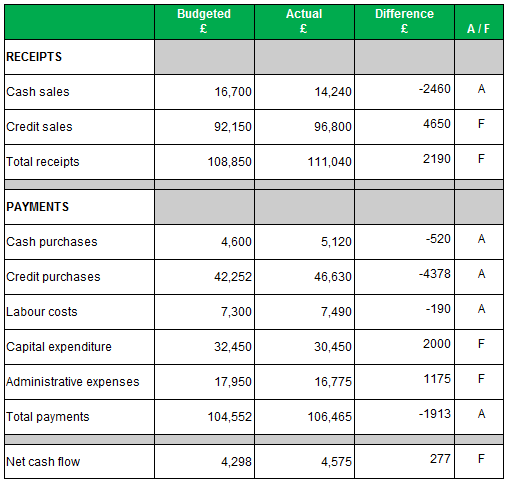 Budgeted Actual Difference
£ £ £ A / F
RECEIPTS
Cash sales 16,700 14,240 -2460 A
Credit sales 92,150 96,800 4650 F
Total receipts 108,850 111,040 2190 F
PAYMENTS
Cash purchases 4,600 5,120 -520 A
Credit purchases 42,252 46,630 -4378 A
Labour costs 7,300 7,490 -190 A
Capital expenditure 32,450 30,450 2000 F
Administrative expenses 17,950 16,775 1175 F
Total payments 104,552 106,465 -1913 A
Net cash flow 4,298 4,575 277 F